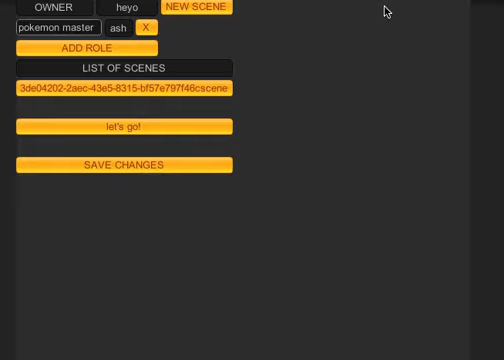 OWNER heyo NEW SCENE
pokemon master ash X
ADD ROLE
LIST OF SCENES
3de04202-2aec-43e5-8315-bf57e797f46cscene
let's go!
SAVE CHANGES